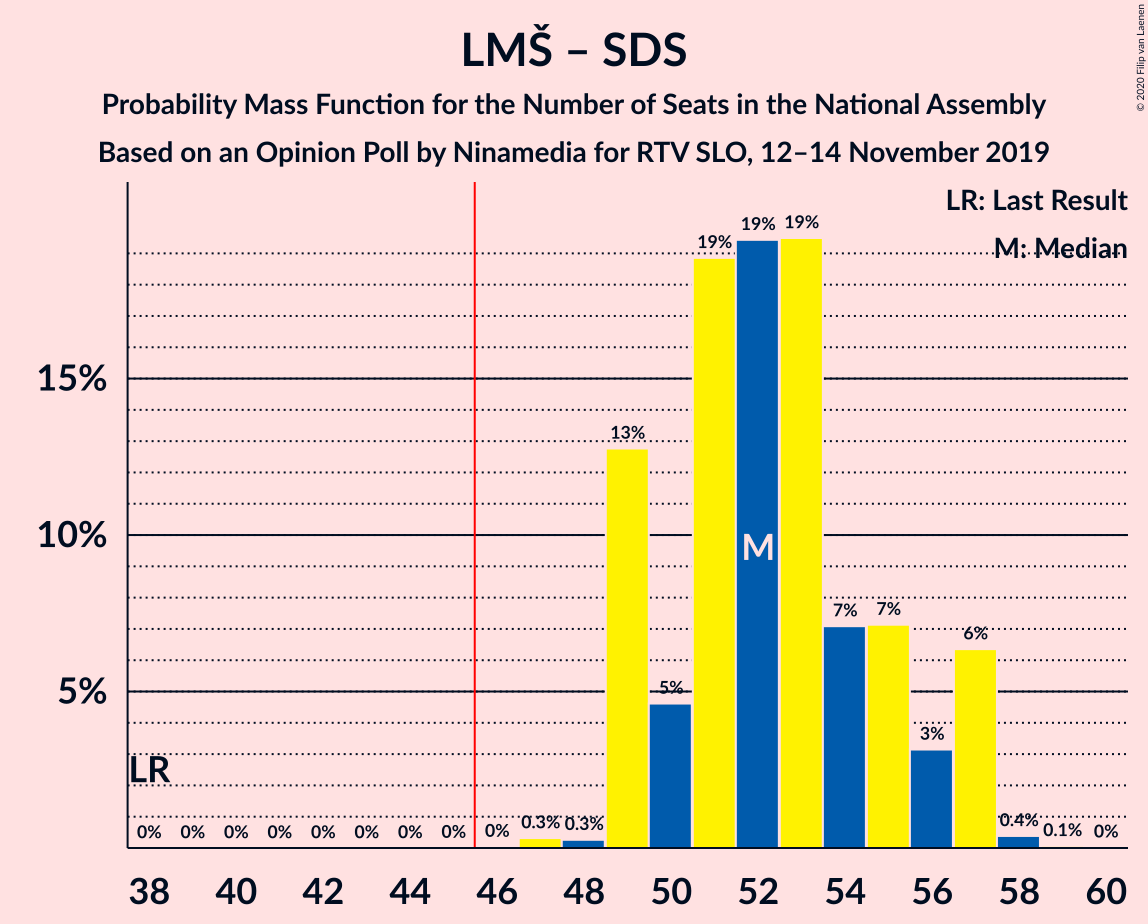 LMŠ – SDS
Probability Mass Function for the Number of Seats in the National Assembly
Based on an Opinion Poll by Ninamedia for RTV SLO, 12–14 November 2019
© 2020 Filip van Laenen
LR: Last Result
M: Median
15%
10%
5%
LR
M
0% 0% 0% 0% 0% 0% 0% 0% 0% 0.3% 0.3% 13% 5% 19% 19% 19% 7% 7% 3% 6% 0.4% 0.1% 0%
38 40 42 44 46 48 50 52 54 56 58 60